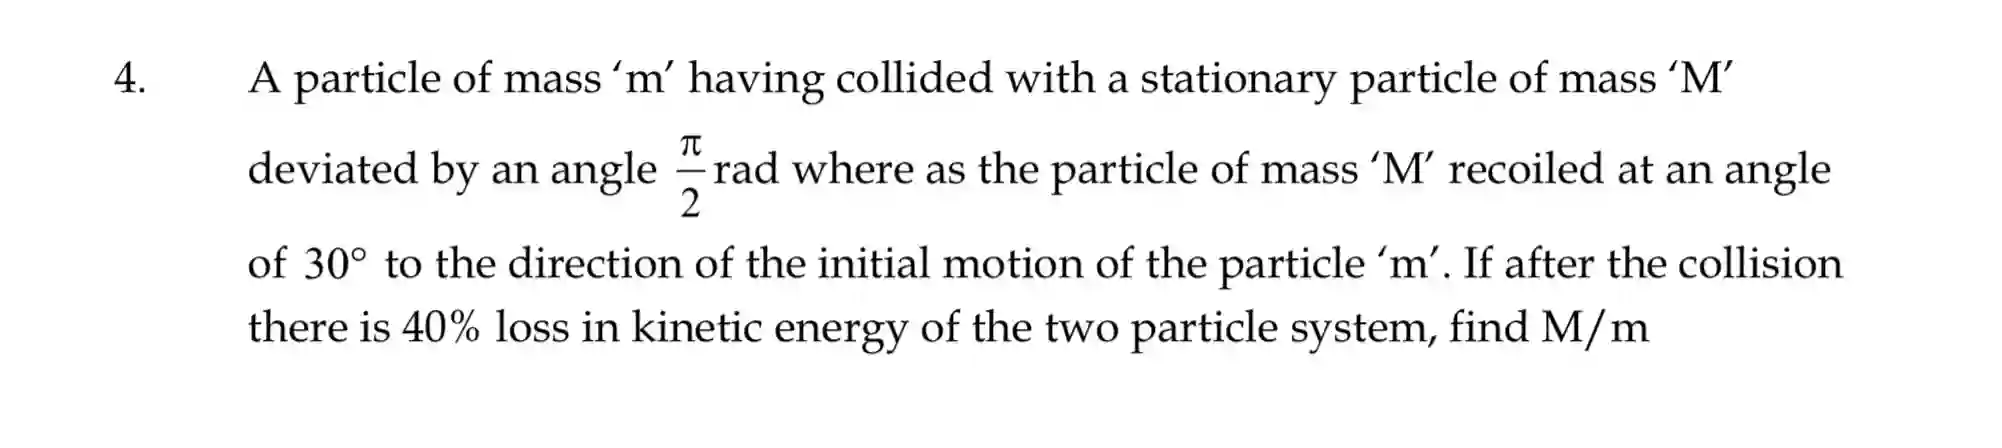 4. A particle of mass ‘m’ having collided with a stationary particle of mass ‘M’
deviated by an angle π/2 rad where as the particle of mass ‘M’ recoiled at an angle
of 30° to the direction of the initial motion of the particle ‘m’. If after the collision
there is 40% loss in kinetic energy of the two particle system, find M/m